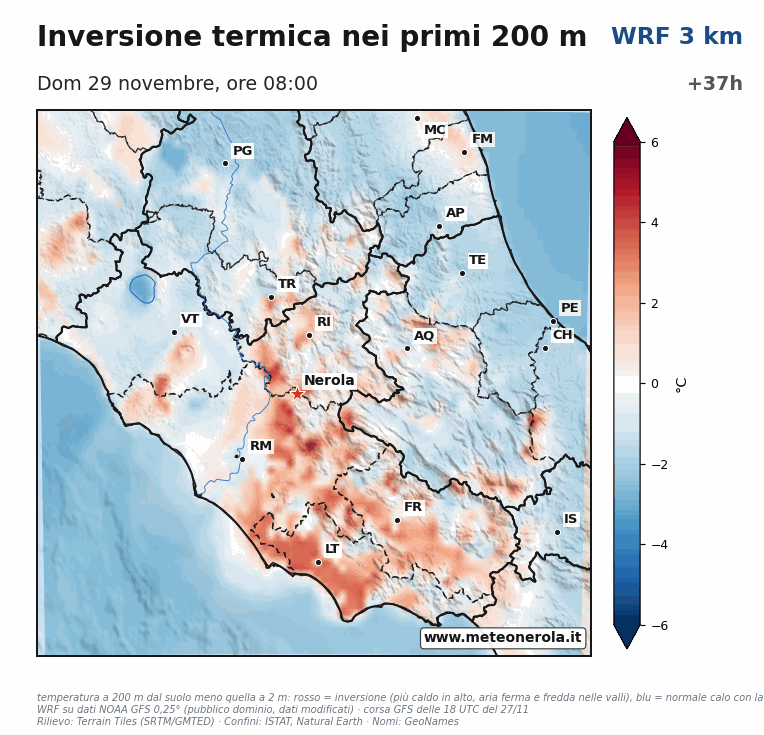 Inversione termica nei primi 200 m WRF 3 km
Dom 29 novembre, ore 08:00 +37h
MC
FM
PG
AP
TE
TR
PE
VT
RI
AQ
CH
Nerola
RM
FR
IS
LT
www.meteonerola.it
6
4
2
0
−2
−4
−6
°C
temperatura a 200 m dal suolo meno quella a 2 m: rosso = inversione (più caldo in alto, aria ferma e fredda nelle valli), blu = normale calo con la
WRF su dati NOAA GFS 0,25° (pubblico dominio, dati modificati) · corsa GFS delle 18 UTC del 27/11
Rilievo: Terrain Tiles (SRTM/GMTED) · Confini: ISTAT, Natural Earth · Nomi: GeoNames